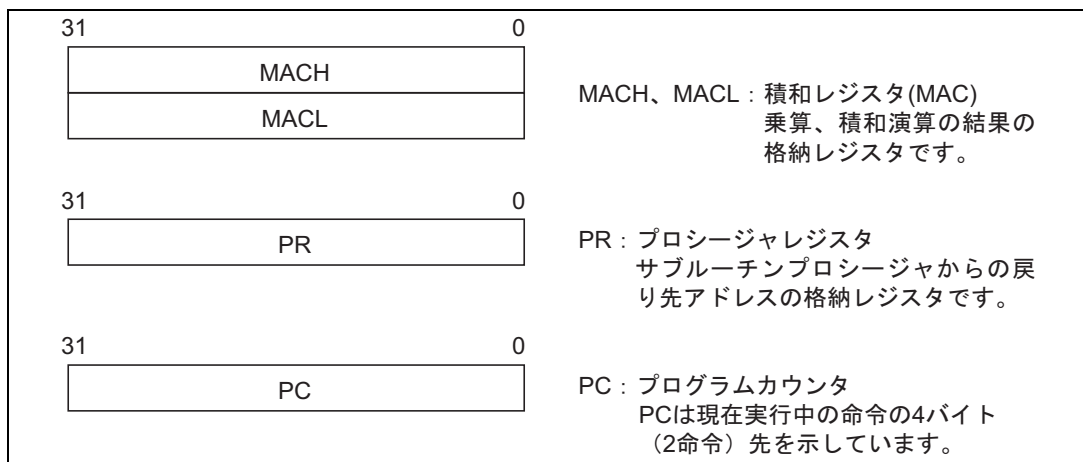 31 0
MACH
MACL
MACH、MACL：積和レジスタ(MAC)
乗算、積和演算の結果の
格納レジスタです。
31 0
PR
PR：プロシージャレジスタ
サブルーチンプロシージャからの戻
り先アドレスの格納レジスタです。
31 0
PC
PC：プログラムカウンタ
PCは現在実行中の命令の4バイト
（2命令）先を示しています。